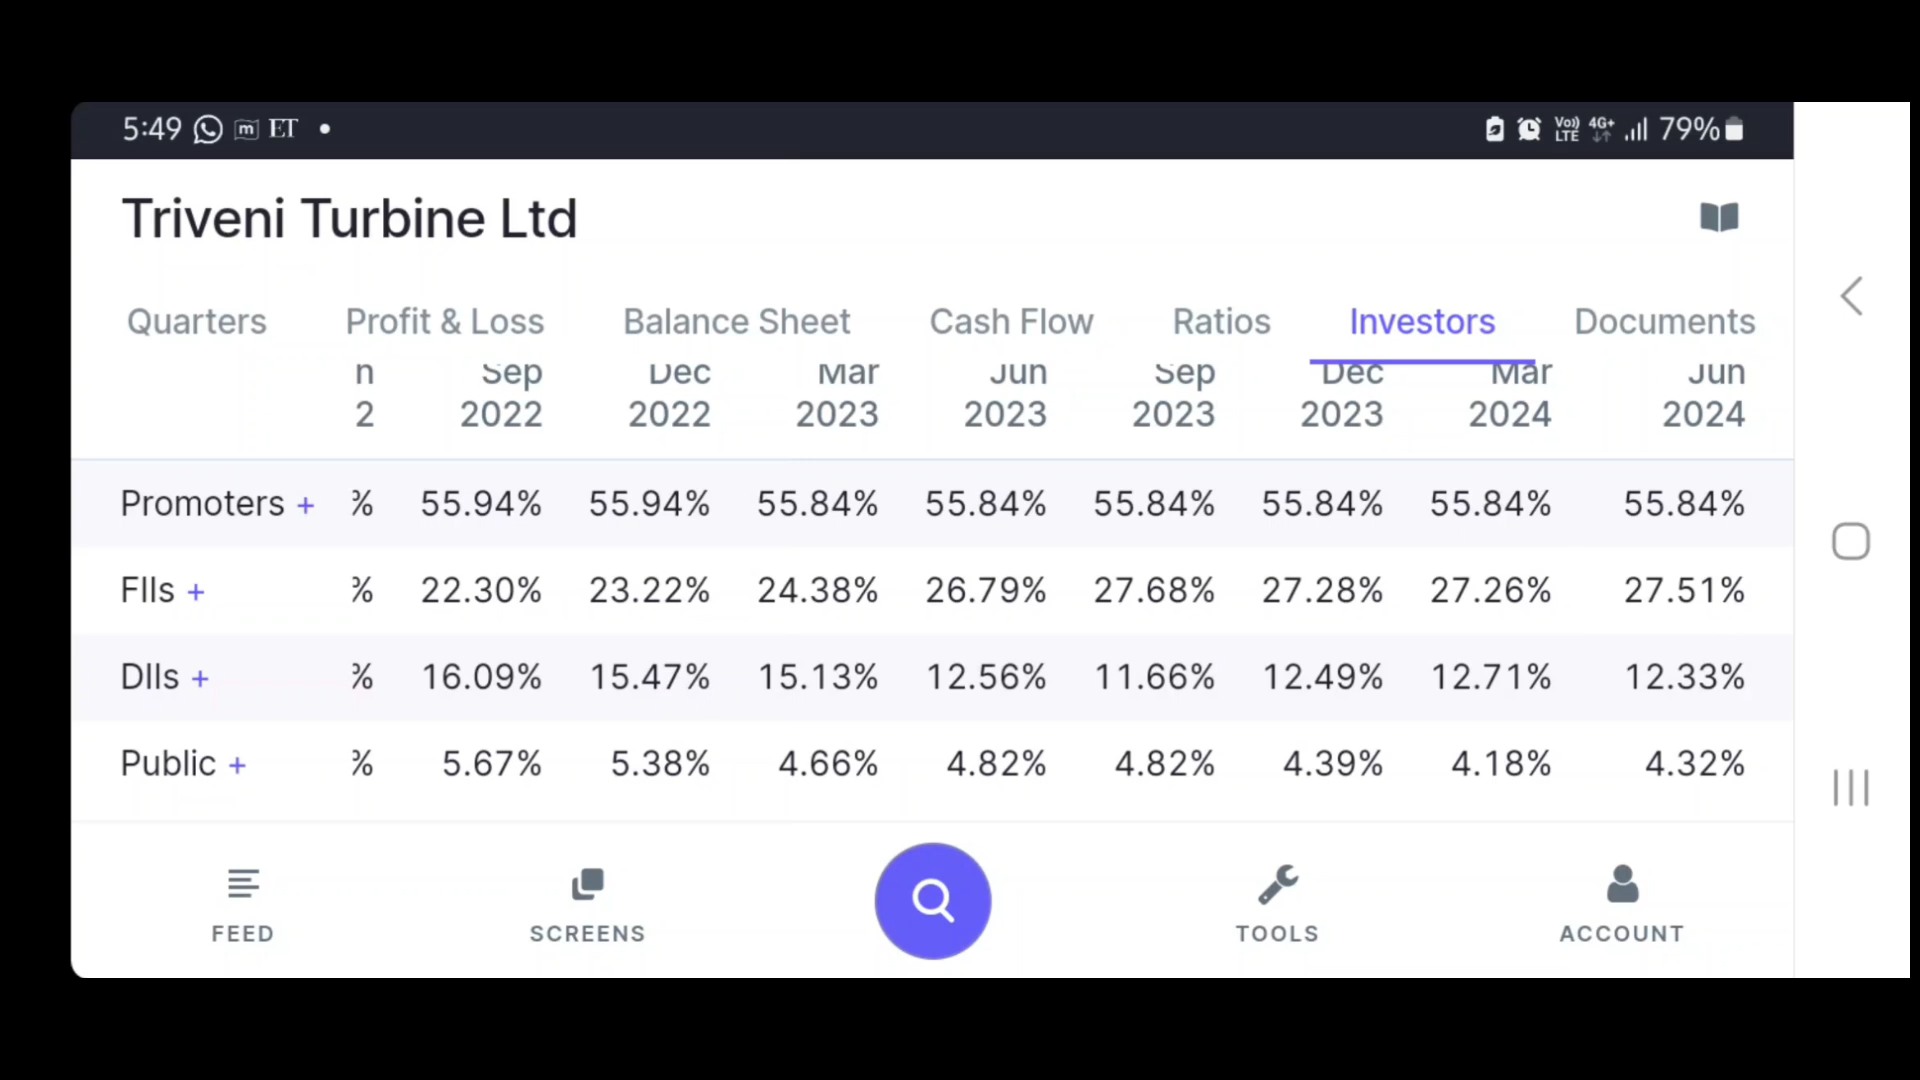 5:49 m ET Vo)) LTE 4G+ 79%
Triveni Turbine Ltd
Quarters Profit & Loss Balance Sheet Cash Flow Ratios Investors Documents
n Sep Dec Mar Jun Sep Dec Mar Jun
2 2022 2022 2023 2023 2023 2023 2024 2024
Promoters + % 55.94% 55.94% 55.84% 55.84% 55.84% 55.84% 55.84% 55.84%
FIIs + % 22.30% 23.22% 24.38% 26.79% 27.68% 27.28% 27.26% 27.51%
DIIs + % 16.09% 15.47% 15.13% 12.56% 11.66% 12.49% 12.71% 12.33%
Public + % 5.67% 5.38% 4.66% 4.82% 4.82% 4.39% 4.18% 4.32%
FEED SCREENS TOOLS ACCOUNT